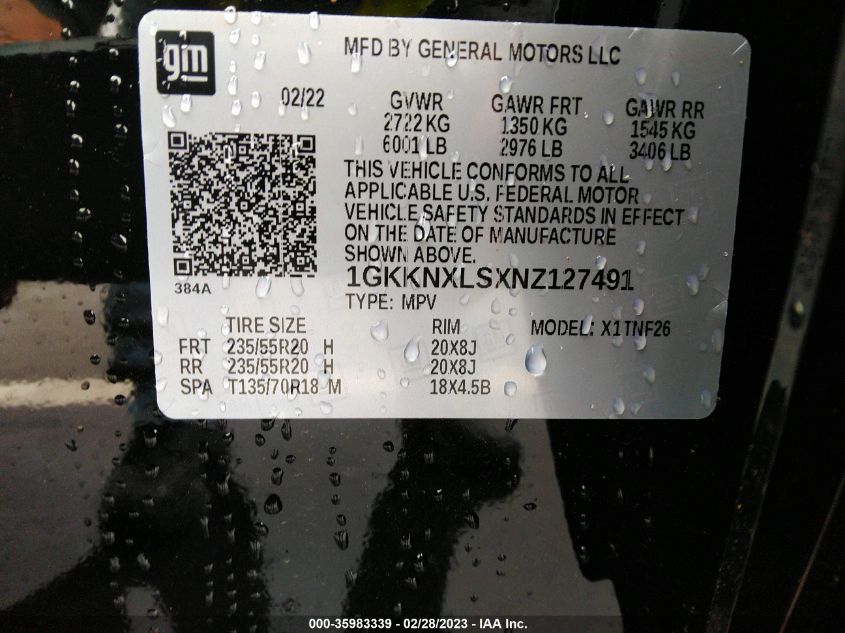 gm
MFD BY GENERAL MOTORS LLC
02/22 GVWR GAWR FRT GAWR RR
2722 KG 1350 KG 1545 KG
6001 LB 2976 LB 3406 LB
THIS VEHICLE CONFORMS TO ALL
APPLICABLE U.S. FEDERAL MOTOR
VEHICLE SAFETY STANDARDS IN EFFECT
ON THE DATE OF MANUFACTURE
SHOWN ABOVE.
384A
1GKKNXLSXNZ127491
TYPE: MPV
TIRE SIZE RIM MODEL: X1TNF26
FRT 235/55R20 H 20X8J
RR 235/55R20 H 20X8J
SPA T135/70R18 M 18X4.5B
000-35983339 / 02/28/2023 - IAA Inc.